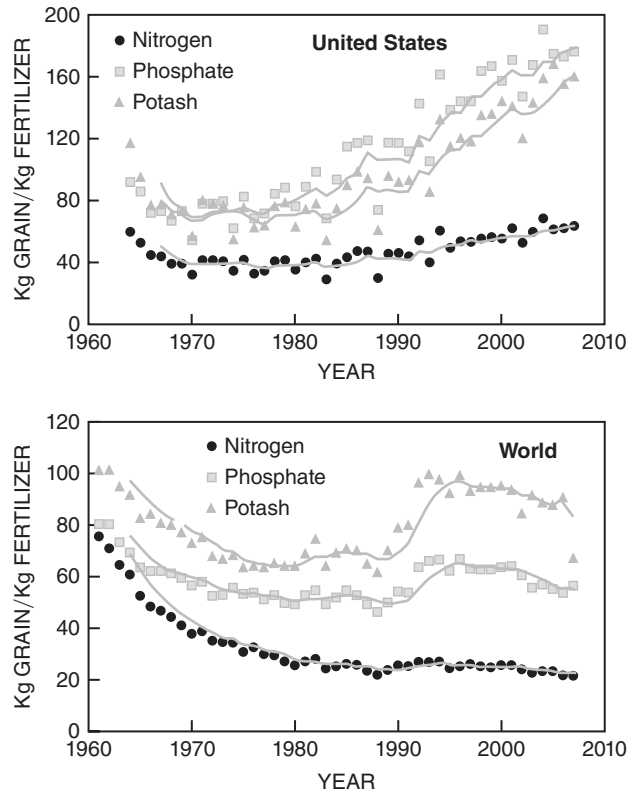 200
160
120
80
40
0
Kg GRAIN/Kg FERTILIZER
Nitrogen
Phosphate
Potash
United States
1960 1970 1980 1990 2000 2010
YEAR
120
100
80
60
40
20
0
Kg GRAIN/Kg FERTILIZER
Nitrogen
Phosphate
Potash
World
1960 1970 1980 1990 2000 2010
YEAR